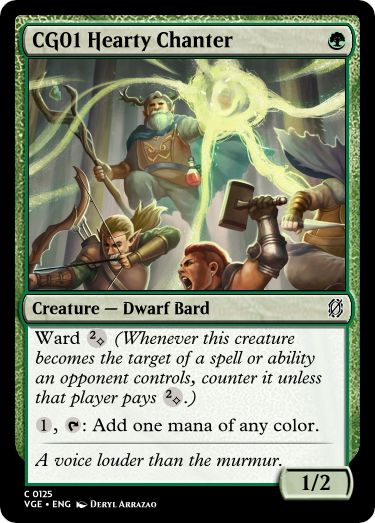 CG01 Hearty Chanter
Creature — Dwarf Bard
Ward 2 (Whenever this creature
becomes the target of a spell or ability
an opponent controls, counter it unless
that player pays 2.)
1, : Add one mana of any color.
A voice louder than the murmur.
1/2
C 0125
VGE • ENG Deryl Arrazao